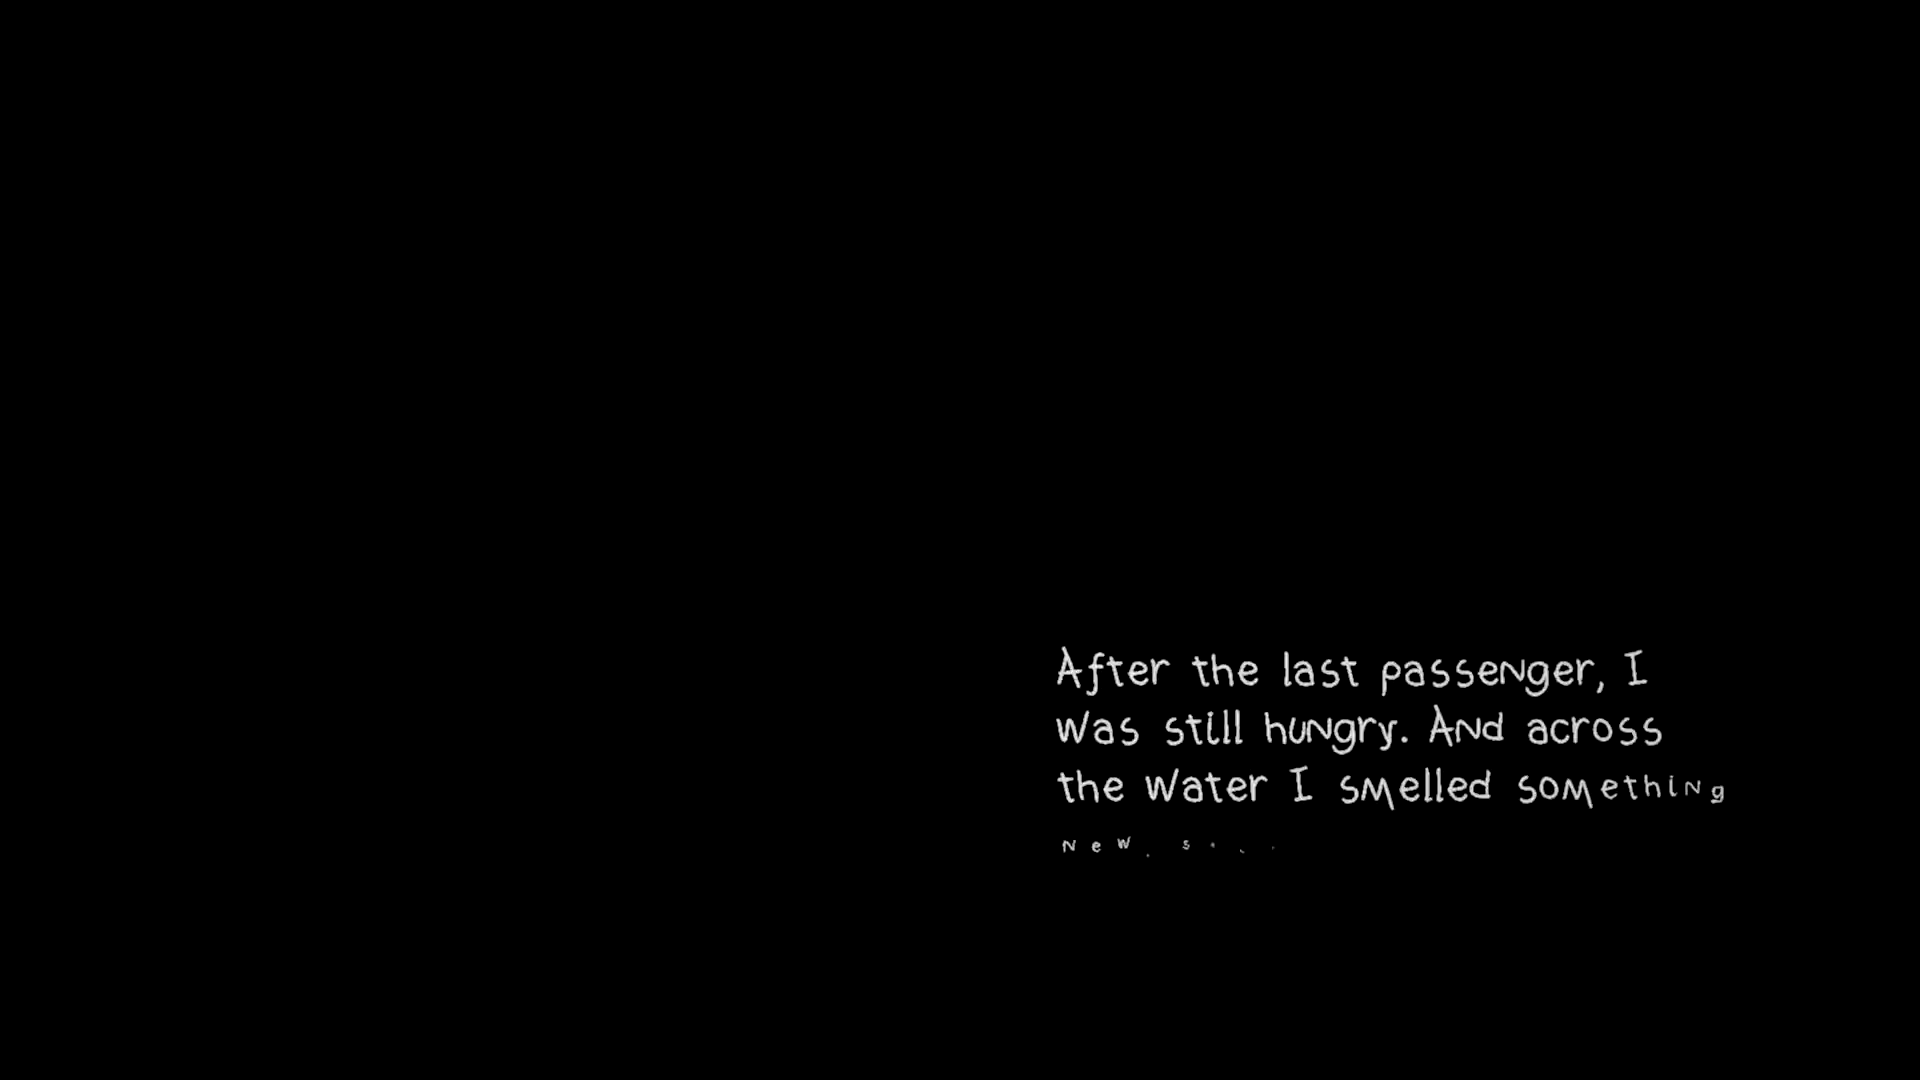 After the last passenger, I
was still hungry. And across
the water I smelled something
new.